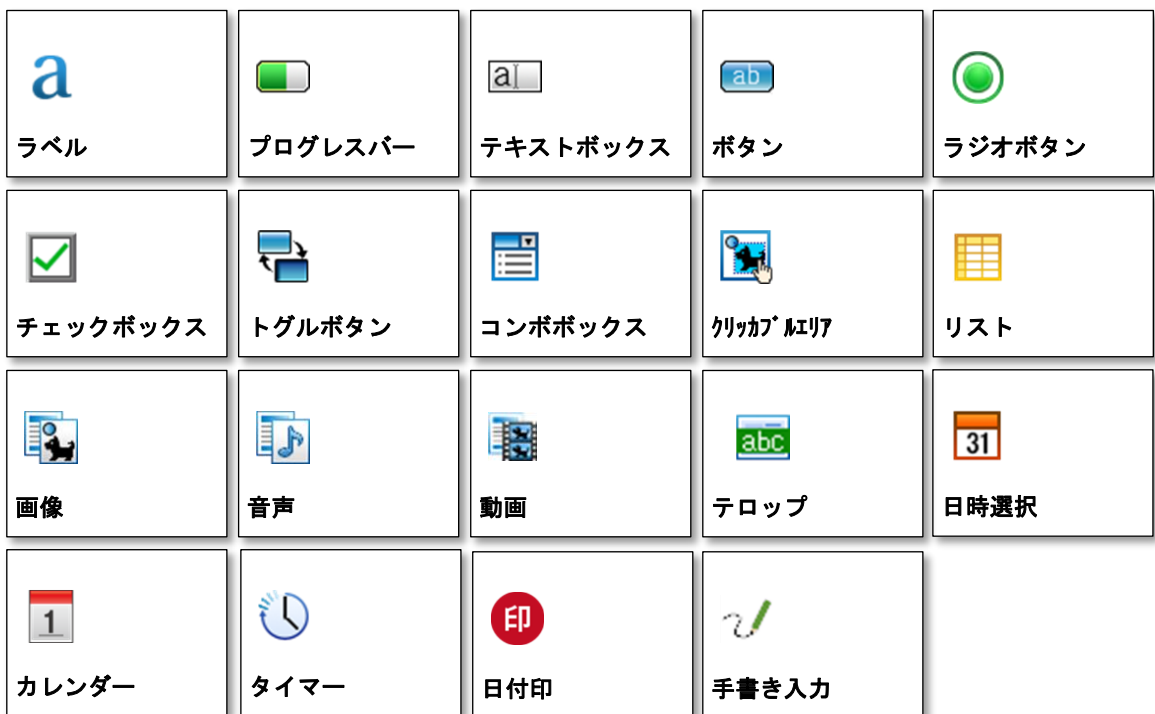 a
ラベル
プログレスバー
a
テキストボックス
ab
ボタン
ラジオボタン
チェックボックス
トグルボタン
コンボボックス
ｸﾘｯｶﾌﾞﾙｴﾘｱ
リスト
画像
音声
動画
abc
テロップ
31
日時選択
1
カレンダー
タイマー
印
日付印
手書き入力